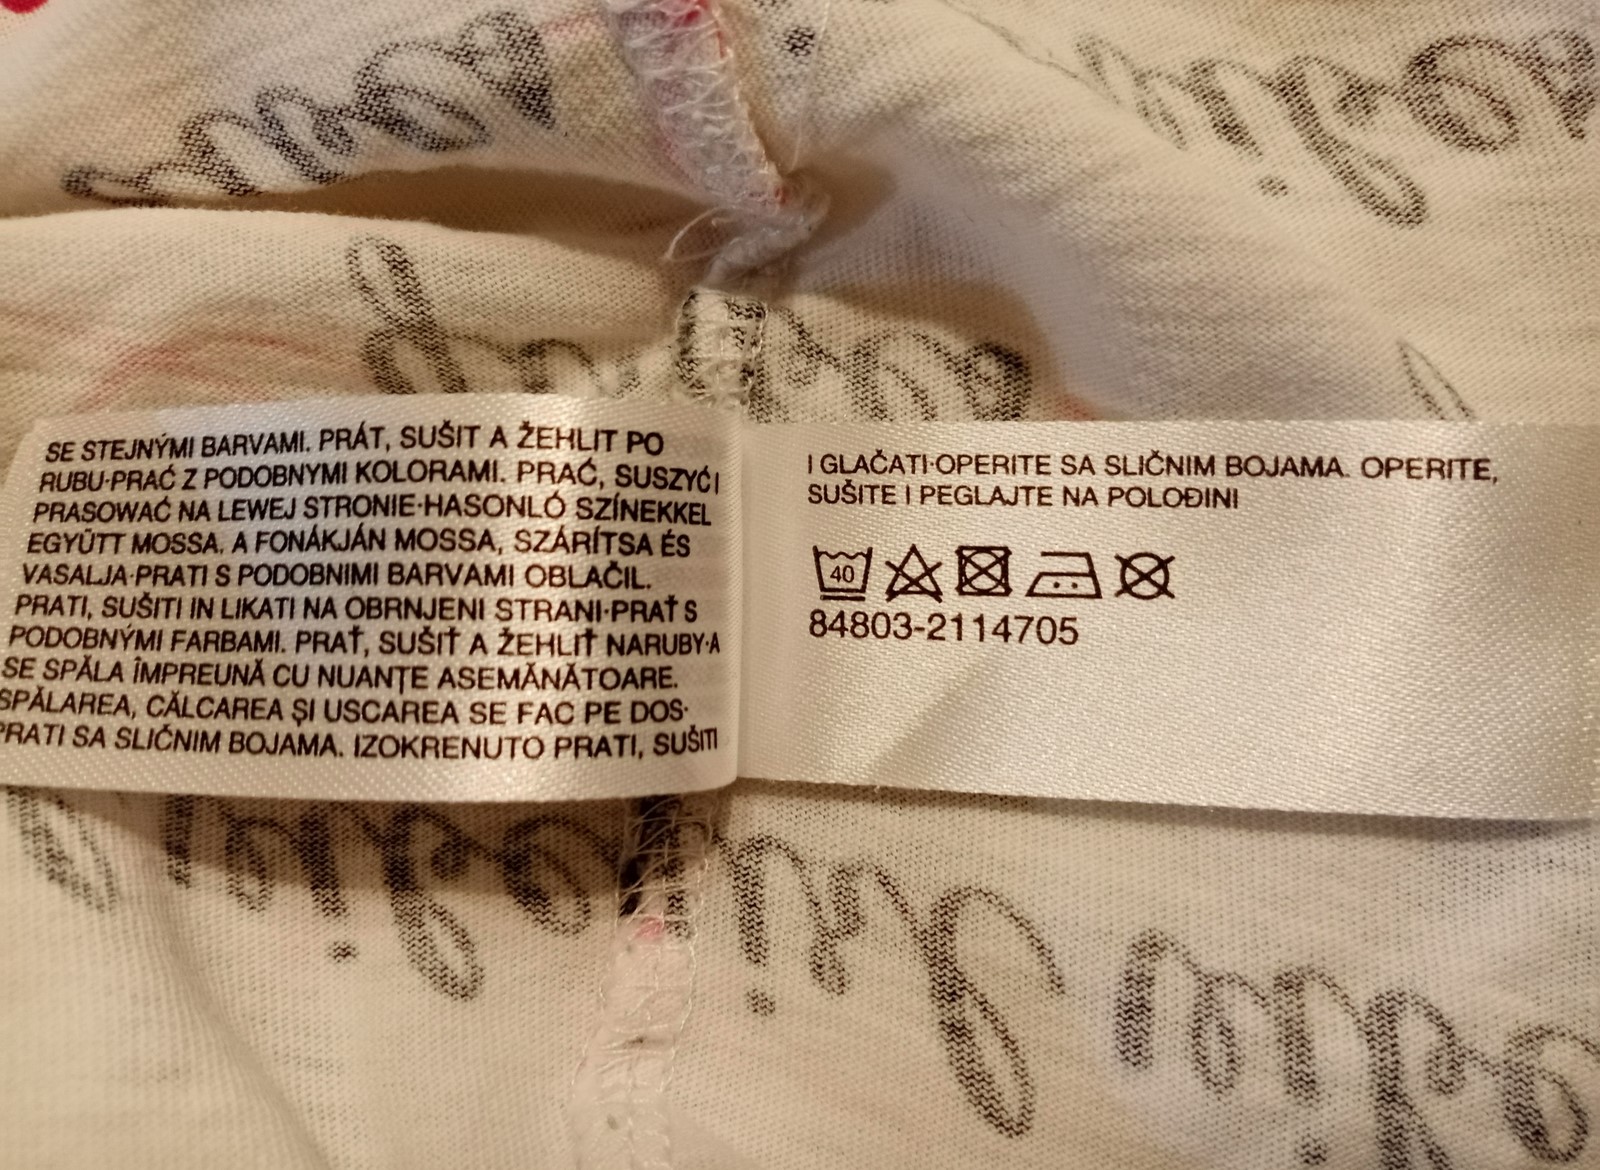 SE STEJNÝMI BARVAMI. PRÁT, SUŠIT A ŽEHLIT PO
RUBU·PRAĆ Z PODOBNYMI KOLORAMI. PRAĆ, SUSZYĆ I
PRASOWAĆ NA LEWEJ STRONIE·HASONLÓ SZÍNEKKEL
EGYÜTT MOSSA. A FONÁKJÁN MOSSA, SZÁRÍTSA ÉS
VASALJA·PRATI S PODOBNIMI BARVAMI OBLAČIL.
PRATI, SUŠITI IN LIKATI NA OBRNJENI STRANI·PRAŤ S
PODOBNÝMI FARBAMI. PRAŤ, SUŠIŤ A ŽEHLIŤ NARUBY·A
SE SPĂLA ÎMPREUNĂ CU NUANȚE ASEMĂNĂTOARE.
SPĂLAREA, CĂLCAREA ȘI USCAREA SE FAC PE DOS·
PRATI SA SLIČNIM BOJAMA. IZOKRENUTO PRATI, SUŠITI
I GLAČATI·OPERITE SA SLIČNIM BOJAMA. OPERITE,
SUŠITE I PEGLAJTE NA POLOĐINI
40
84803-2114705